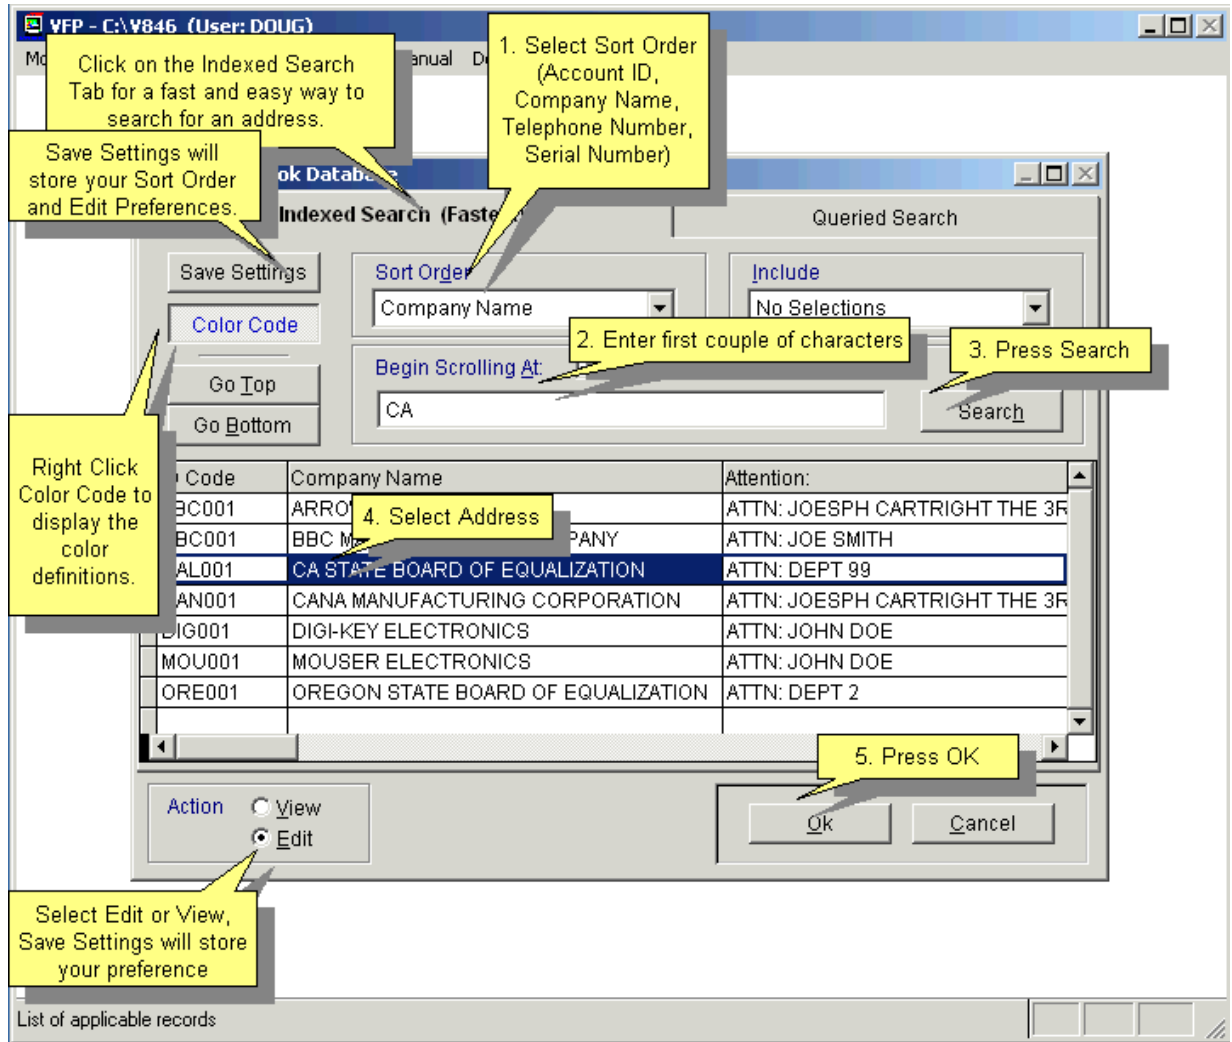 VFP - C:\V846 (User: DOUG)
Click on the Indexed Search
Tab for a fast and easy way to
search for an address.
1. Select Sort Order
(Account ID,
Company Name,
Telephone Number,
Serial Number)
Save Settings will
store your Sort Order
and Edit Preferences.
Indexed Search
Queried Search
Save Settings
Sort Order
Include
Color Code
Company Name
No Selections
2. Enter first couple of characters
3. Press Search
Go Top
Begin Scrolling At:
Go Bottom
CA
Search
Right Click
Color Code to
display the
color
definitions.
Code Company Name Attention:
ATTN: JOESPH CARTRIGHT THE 3R
4. Select Address
BBC ATTN: JOE SMITH
CA STATE BOARD OF EQUALIZATION ATTN: DEPT 99
CANA MANUFACTURING CORPORATION ATTN: JOESPH CARTRIGHT THE 3R
DIG001 DIGI-KEY ELECTRONICS ATTN: JOHN DOE
MOU001 MOUSER ELECTRONICS ATTN: JOHN DOE
ORE001 OREGON STATE BOARD OF EQUALIZATION ATTN: DEPT 2
5. Press OK
Action
View
Edit
Ok
Cancel
Select Edit or View,
Save Settings will store
your preference
List of applicable records